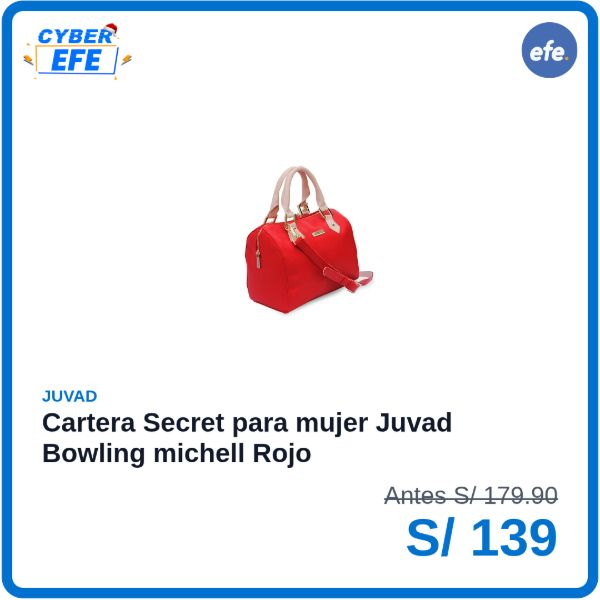 CYBER
EFE
efe.
JUVAD
Cartera Secret para mujer Juvad
Bowling michell Rojo
Antes S/ 179.90
S/ 139